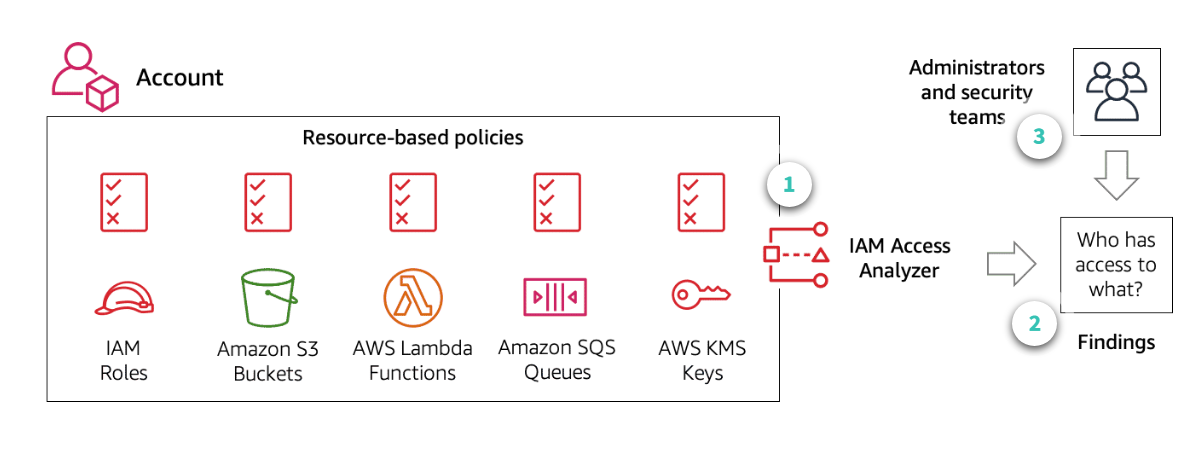 Account
Resource-based policies
IAM
Roles
Amazon S3
Buckets
AWS Lambda
Functions
Amazon SQS
Queues
AWS KMS
Keys
1
IAM Access
Analyzer
Administrators
and security
teams
3
Who has
access to
what?
2
Findings